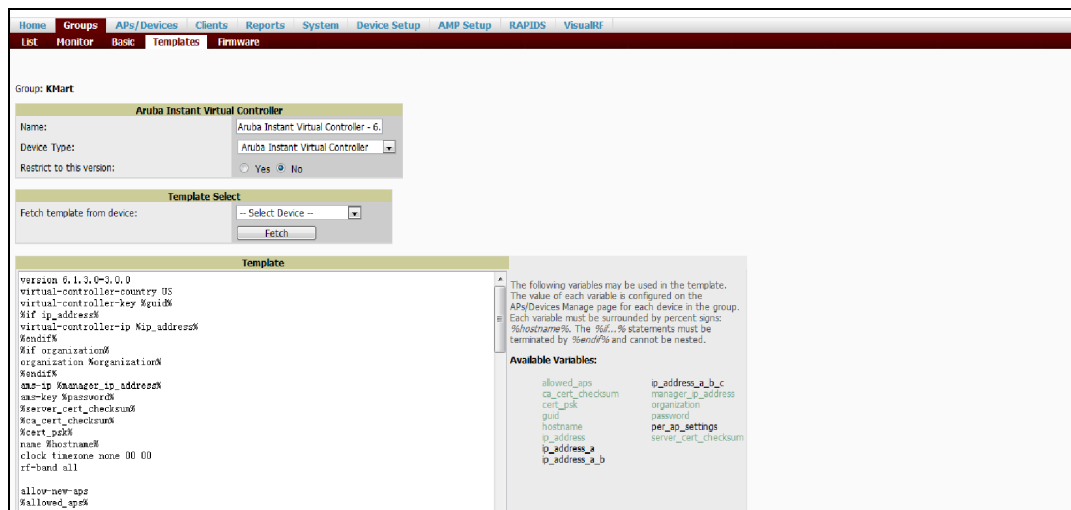 Home Groups APs/Devices Clients Reports System Device Setup AMP Setup RAPIDS VisualRF
List Monitor Basic Templates Firmware
Group: KMart
Aruba Instant Virtual Controller
Name: Aruba Instant Virtual Controller - 6.
Device Type: Aruba Instant Virtual Controller
Restrict to this version: Yes No
Template Select
Fetch template from device: -- Select Device --
Fetch
Template
version 6.1.3.0-3.0.0
virtual-controller-country US
virtual-controller-key %guid%
%if ip_address%
virtual-controller-ip %ip_address%
%endif%
%if organization%
organization %organization%
%endif%
ams-ip %manager_ip_address%
ams-key %password%
%server_cert_checksum%
%ca_cert_checksum%
%cert_psk%
name %hostname%
clock timezone none 00 00
rf-band all
allow-new-aps
%allowed_aps%
The following variables may be used in the template.
The value of each variable is configured on the
APs/Devices Manage page for each device in the group.
Each variable must be surrounded by percent signs:
%hostname%. The %if...% statements must be
terminated by %endif% and cannot be nested.
Available Variables:
allowed_aps
ca_cert_checksum
cert_psk
guid
hostname
ip_address
ip_address_a
ip_address_a_b
ip_address_a_b_c
manager_ip_address
organization
password
per_ap_settings
server_cert_checksum